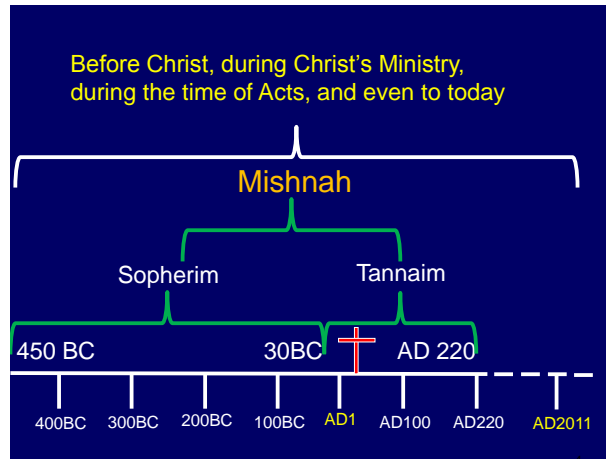 Before Christ, during Christ's Ministry,
during the time of Acts, and even to today
Mishnah
Sopherim Tannaim
450 BC 30BC AD 220
400BC 300BC 200BC 100BC AD1 AD100 AD220 AD2011